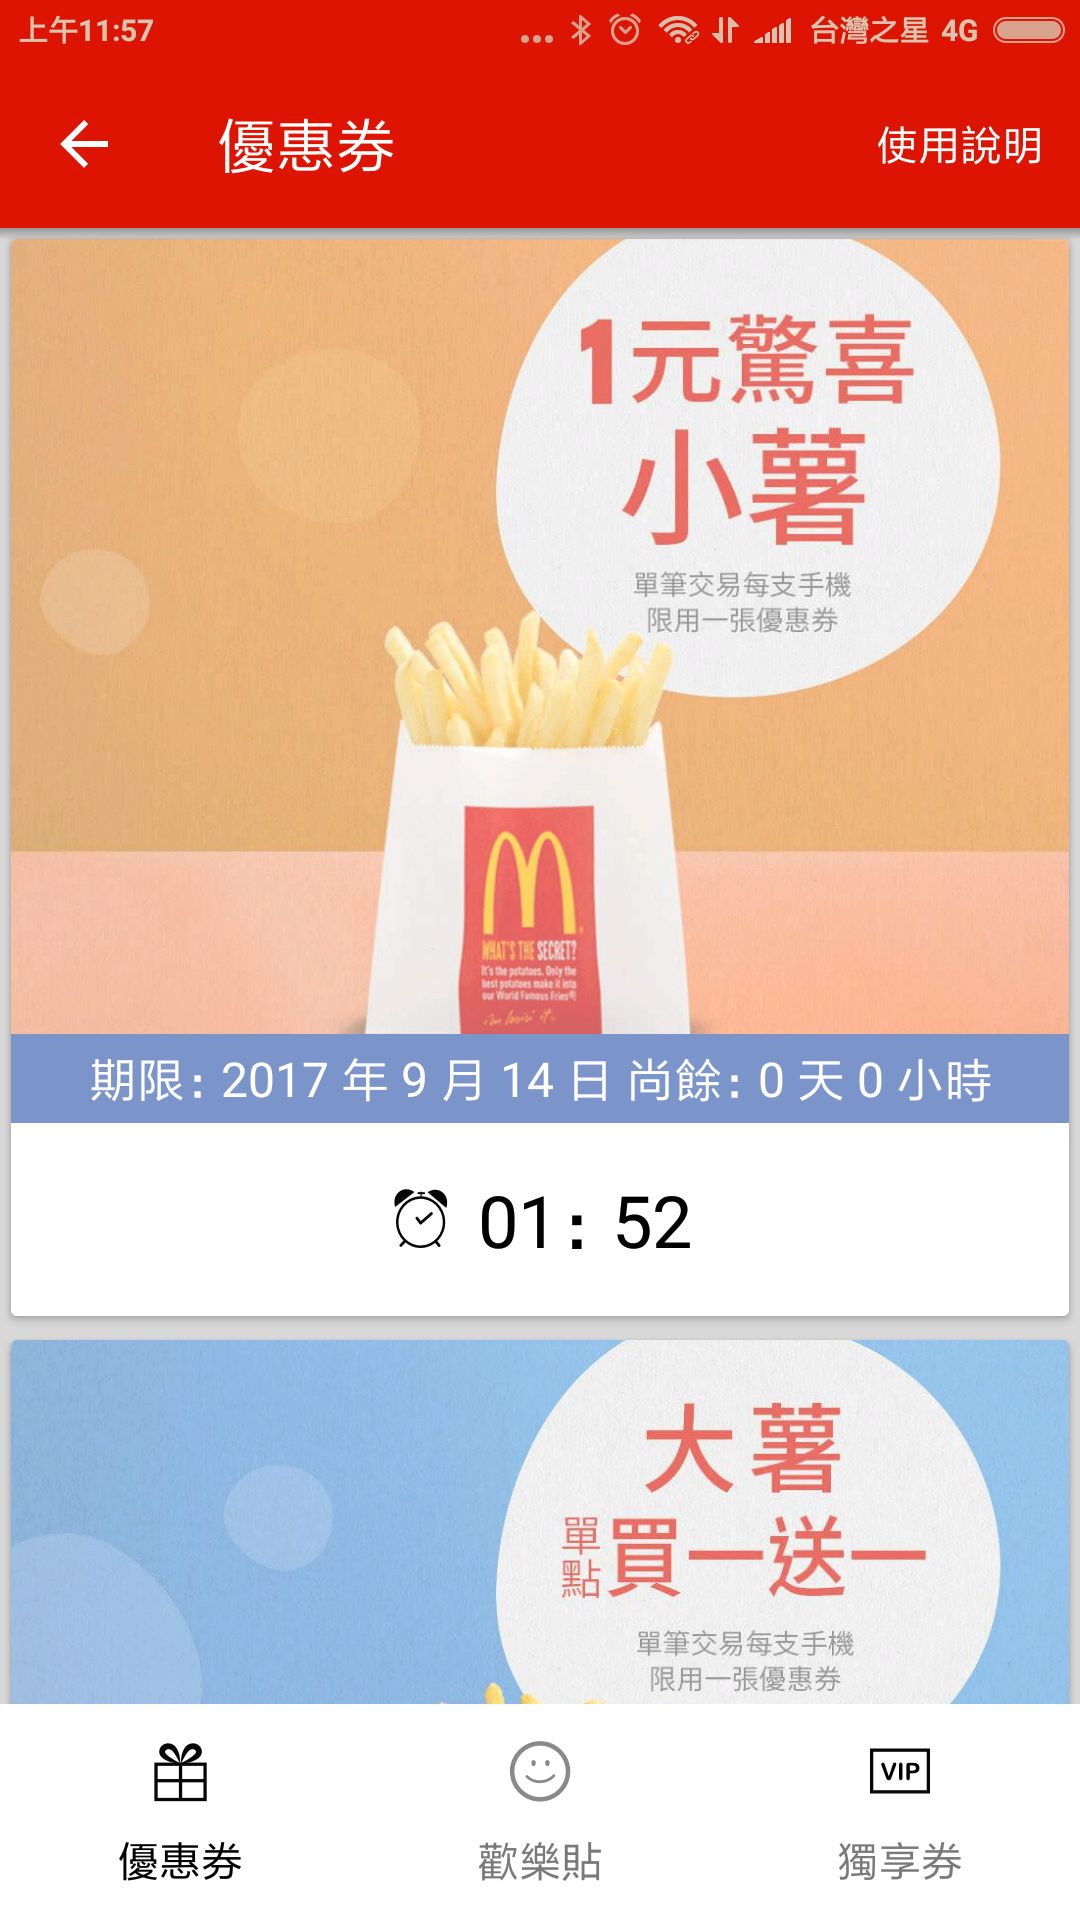 上午11:57
... 台灣之星 4G
優惠券
使用說明
1元驚喜
小薯
單筆交易每支手機
限用一張優惠券
WHAT'S THE SECRET?
It's the potatoes. Only the
best potatoes make it into
our World Famous Fries®!
i'm lovin' it.
期限: 2017 年 9 月 14 日 尚餘: 0 天 0 小時
01: 52
大薯
單點買一送一
單筆交易每支手機
限用一張優惠券
VIP
優惠券
歡樂貼
獨享券